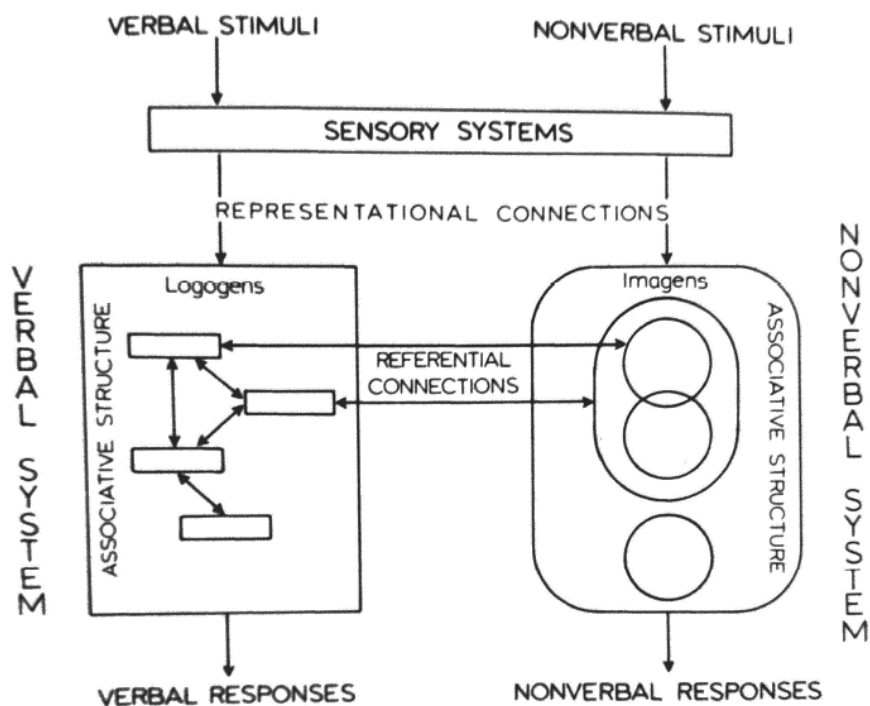 VERBAL STIMULI
NONVERBAL STIMULI
SENSORY SYSTEMS
REPRESENTATIONAL CONNECTIONS
VERBAL SYSTEM
ASSOCIATIVE STRUCTURE
Logogens
REFERENTIAL
CONNECTIONS
Imagens
ASSOCIATIVE STRUCTURE
NONVERBAL SYSTEM
VERBAL RESPONSES
NONVERBAL RESPONSES